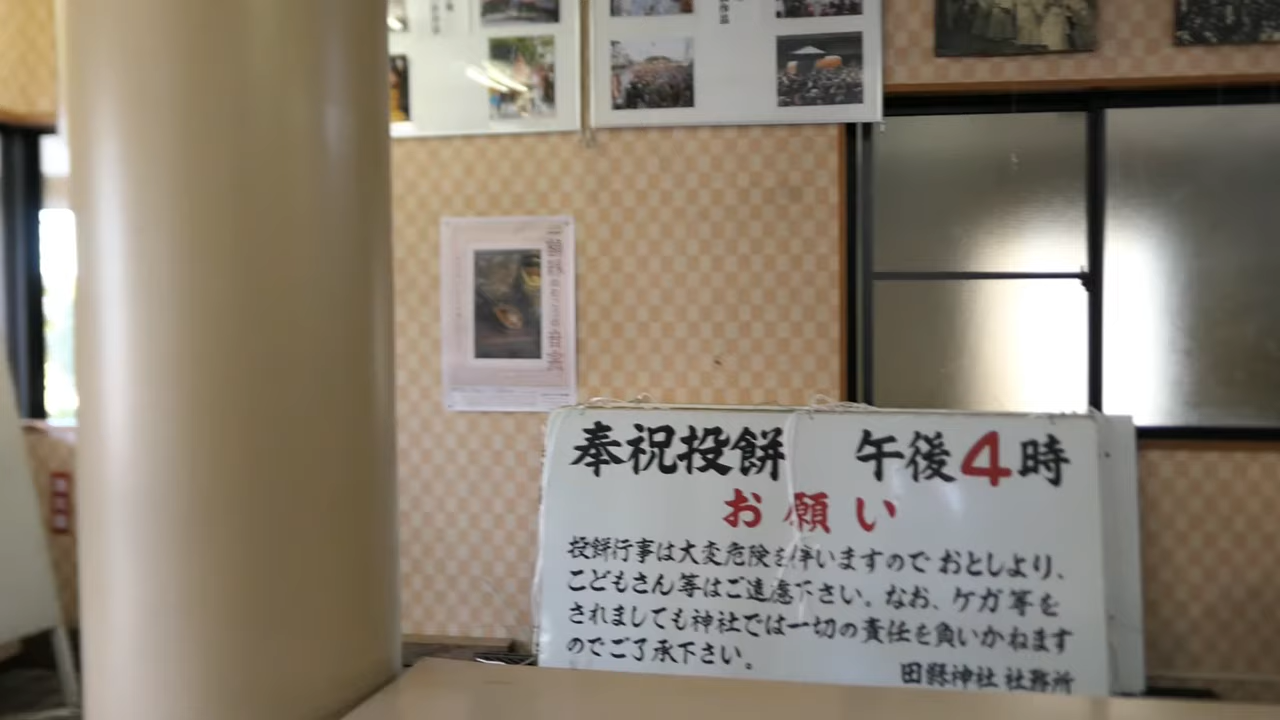 奉祝投餅 午後4時
お願い
投餅行事は大変危険を伴いますので おとしより、
こどもさん等はご遠慮下さい。なお、ケガ等を
されましても神社では一切の責任を負いかねます
のでご了承下さい。
田縣神社 社務所